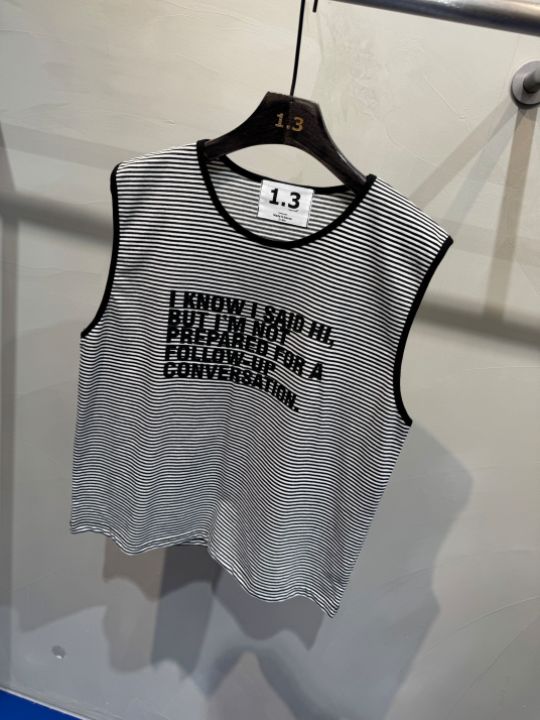 1.3
1.3
I KNOW I SAID HI,
BUT I'M NOT
PREPARED FOR A
FOLLOW-UP
CONVERSATION.